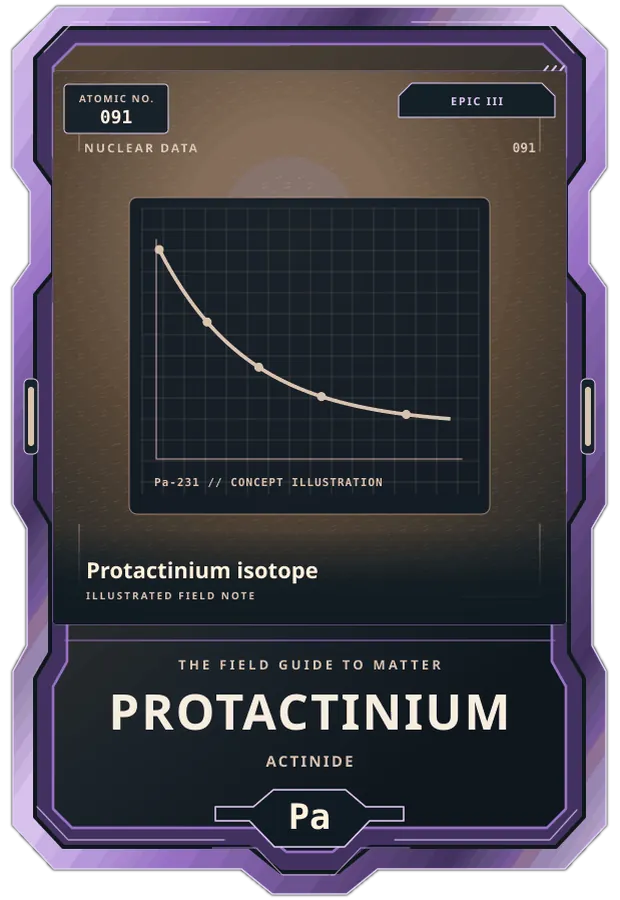 ATOMIC NO.
091
EPIC III
NUCLEAR DATA
091
Pa-231 // CONCEPT ILLUSTRATION
Protactinium isotope
ILLUSTRATED FIELD NOTE
THE FIELD GUIDE TO MATTER
PROTACTINIUM
ACTINIDE
Pa